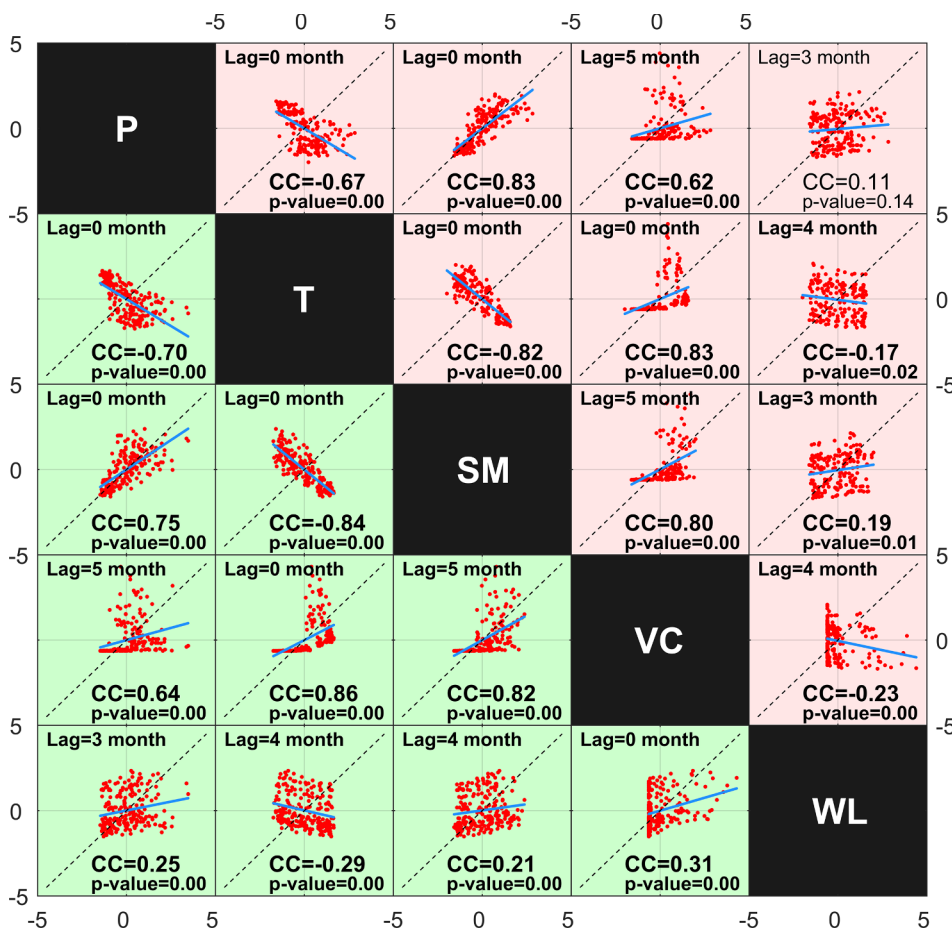 -5 0 5
5 Lag=0 month Lag=0 month Lag=5 month Lag=3 month
0 P
CC=-0.67 CC=0.83 CC=0.62 CC=0.11
p-value=0.00 p-value=0.00 p-value=0.00 p-value=0.14
-5 5
Lag=0 month Lag=0 month Lag=0 month Lag=4 month
T 0
CC=-0.70 CC=-0.82 CC=0.83 CC=-0.17
p-value=0.00 p-value=0.00 p-value=0.00 p-value=0.02
5 -5
Lag=0 month Lag=0 month Lag=5 month Lag=3 month
0 SM
CC=0.75 CC=-0.84 CC=0.80 CC=0.19
p-value=0.00 p-value=0.00 p-value=0.00 p-value=0.01
-5 5
Lag=5 month Lag=0 month Lag=5 month Lag=4 month
VC 0
CC=0.64 CC=0.86 CC=0.82 CC=-0.23
p-value=0.00 p-value=0.00 p-value=0.00 p-value=0.00
5 -5
Lag=3 month Lag=4 month Lag=4 month Lag=0 month
0 WL
CC=0.25 CC=-0.29 CC=0.21 CC=0.31
p-value=0.00 p-value=0.00 p-value=0.00 p-value=0.00
-5
-5 0 5 -5 0 5